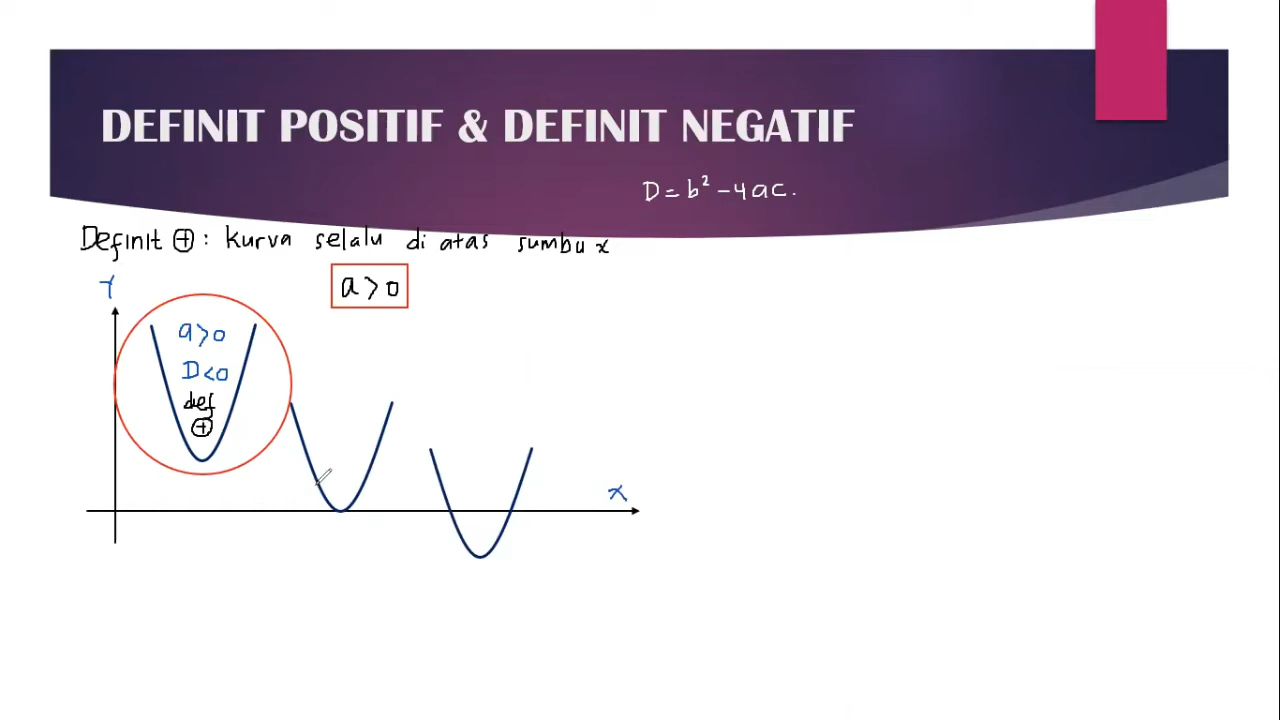 DEFINIT POSITIF & DEFINIT NEGATIF
D = b² - 4ac.
Definit ⊕ : kurva selalu di atas sumbu x
a > 0
Y
a > 0
D < 0
def
⊕
x